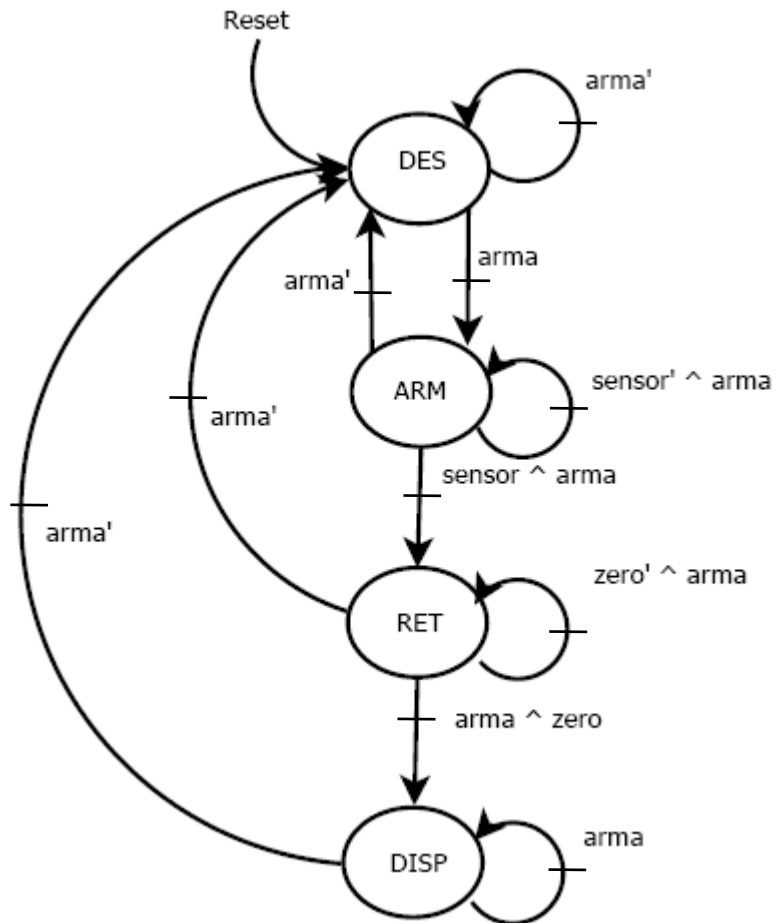 Reset
arma'
DES
arma
arma'
ARM
sensor' ^ arma
arma'
sensor ^ arma
arma'
zero' ^ arma
RET
arma ^ zero
arma
DISP